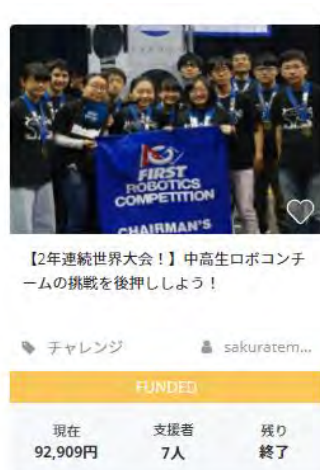 FIRST
ROBOTICS
COMPETITION
CHAIRMAN'S
【2年連続世界大会！】中高生ロボコンチ
ームの挑戦を後押ししよう！
チャレンジ sakuratem...
FUNDED
現在 支援者 残り
92,909円 7人 終了